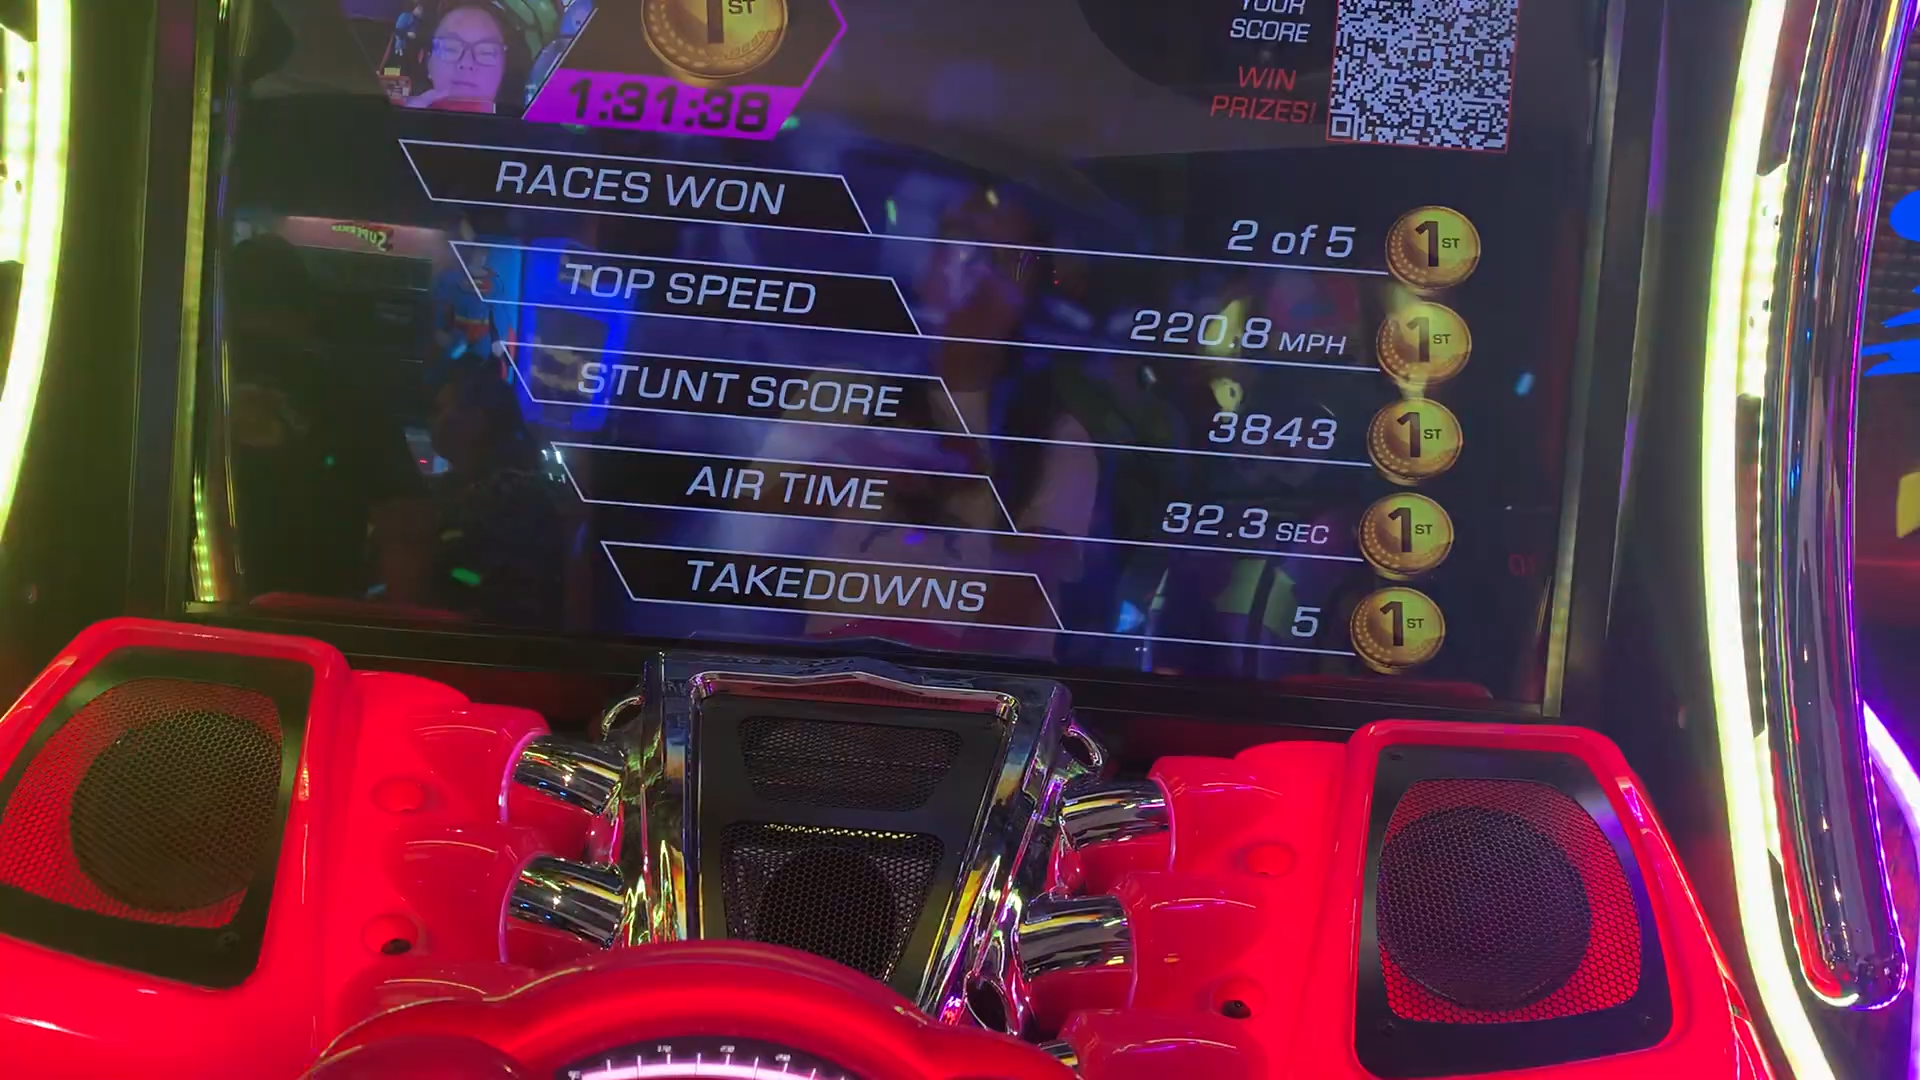 1ST
YOUR
SCORE
WIN
PRIZES!
1:31:38
RACES WON
2 of 5
1ST
TOP SPEED
220.8 MPH
1ST
STUNT SCORE
3843
1ST
AIR TIME
32.3 SEC
1ST
TAKEDOWNS
5
1ST
SUPERMAN